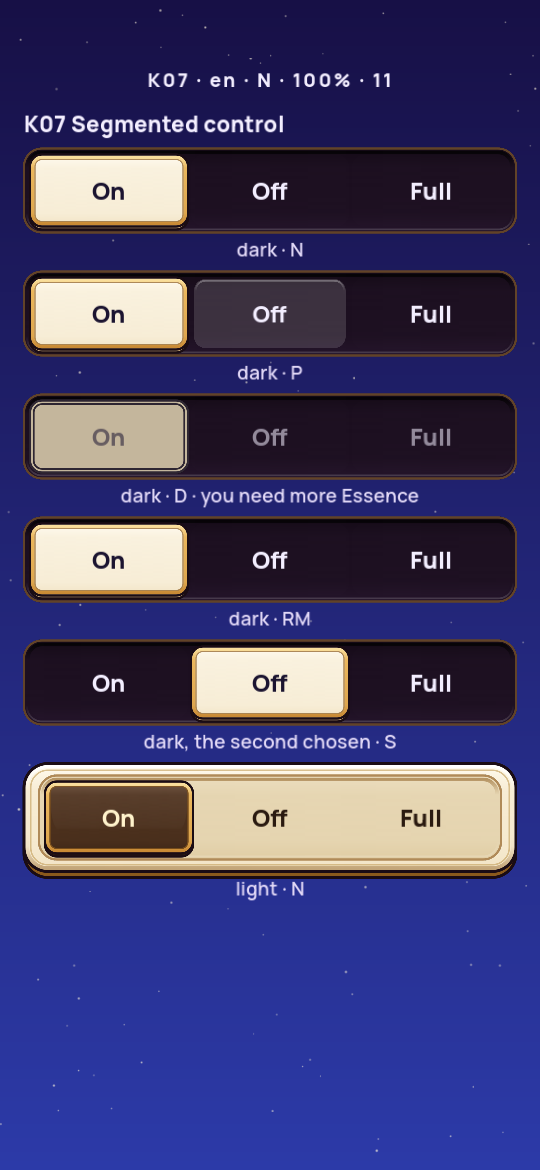 K07 · en · N · 100% · 11
K07 Segmented control
On Off Full
dark · N
On Off Full
dark · P
On Off Full
dark · D · you need more Essence
On Off Full
dark · RM
On Off Full
dark, the second chosen · S
On Off Full
light · N